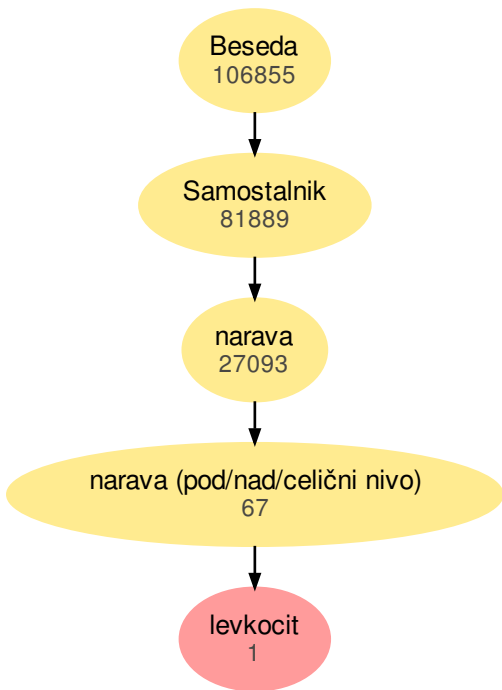 Beseda
106855
Samostalnik
81889
narava
27093
narava (pod/nad/celični nivo)
67
levkocit
1